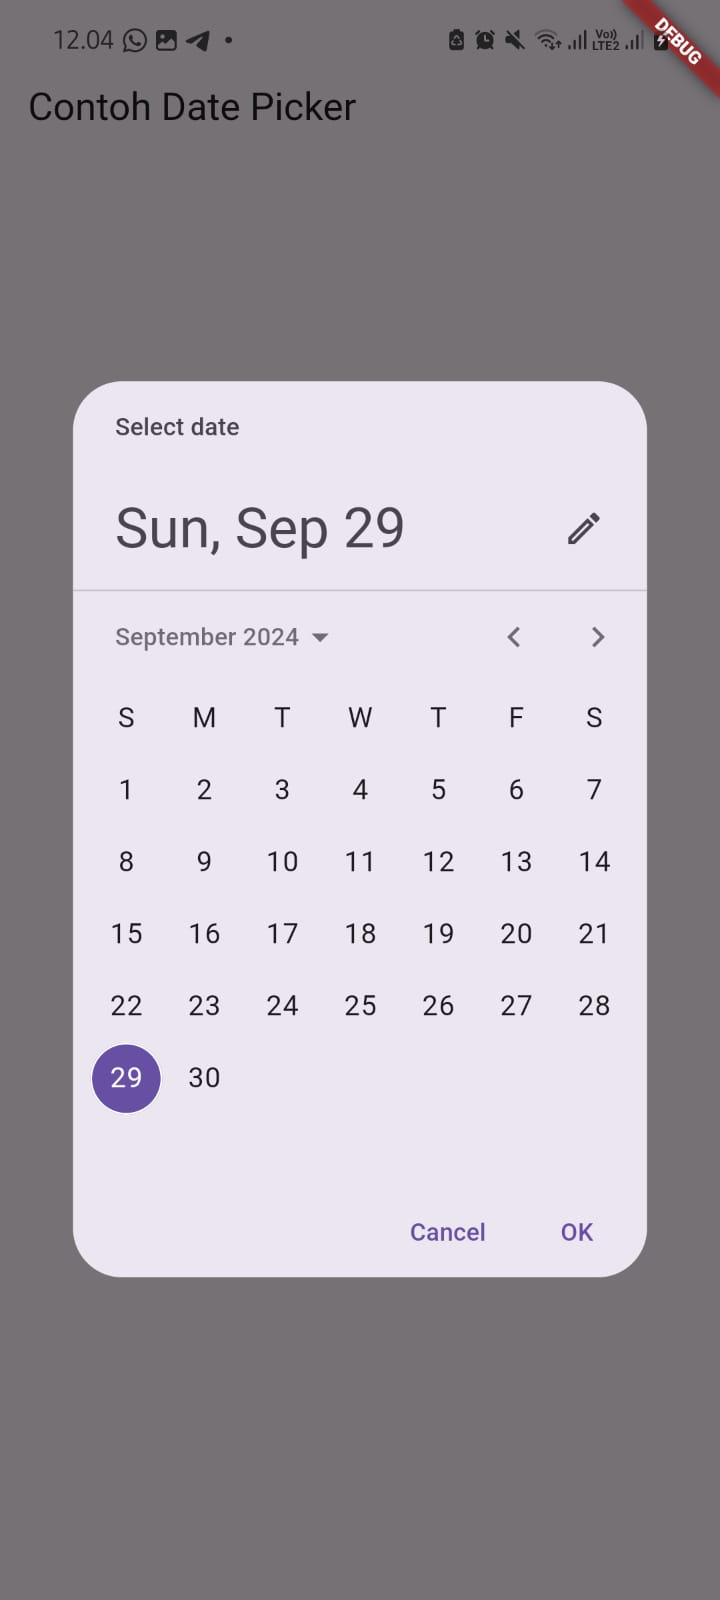 12.04
Vo))
LTE2
DEBUG
Contoh Date Picker
Select date
Sun, Sep 29
September 2024
S M T W T F S
1 2 3 4 5 6 7
8 9 10 11 12 13 14
15 16 17 18 19 20 21
22 23 24 25 26 27 28
29 30
Cancel OK